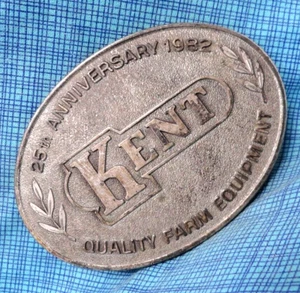 25TH ANNIVERSARY 1982
KENT
QUALITY FARM EQUIPMENT